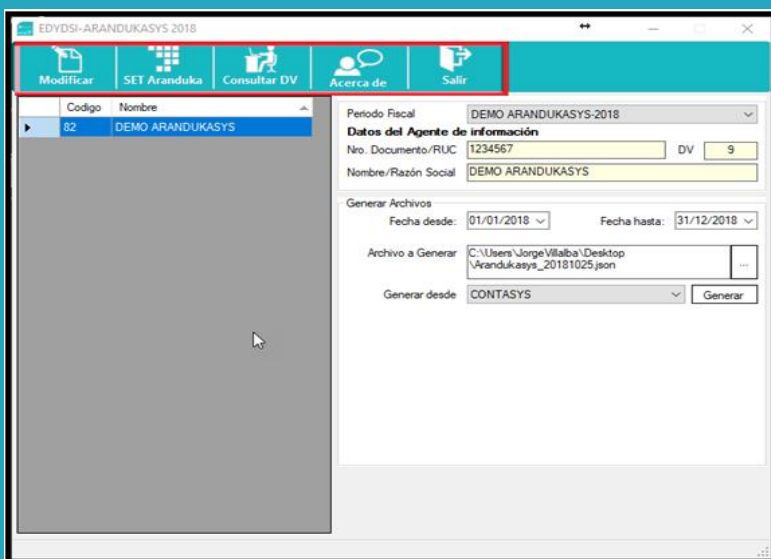 EDYDSI-ARANDUKASYS 2018
Modificar SET Aranduka Consultar DV Acerca de Salir
Codigo Nombre
82 DEMO ARANDUKASYS
Periodo Fiscal DEMO ARANDUKASYS-2018
Datos del Agente de información
Nro. Documento/RUC 1234567 DV 9
Nombre/Razón Social DEMO ARANDUKASYS
Generar Archivos
Fecha desde: 01/01/2018 Fecha hasta: 31/12/2018
Archivo a Generar C:\Users\JorgeVillalba\Desktop
\Arandukasys_20181025.json ...
Generar desde CONTASYS Generar